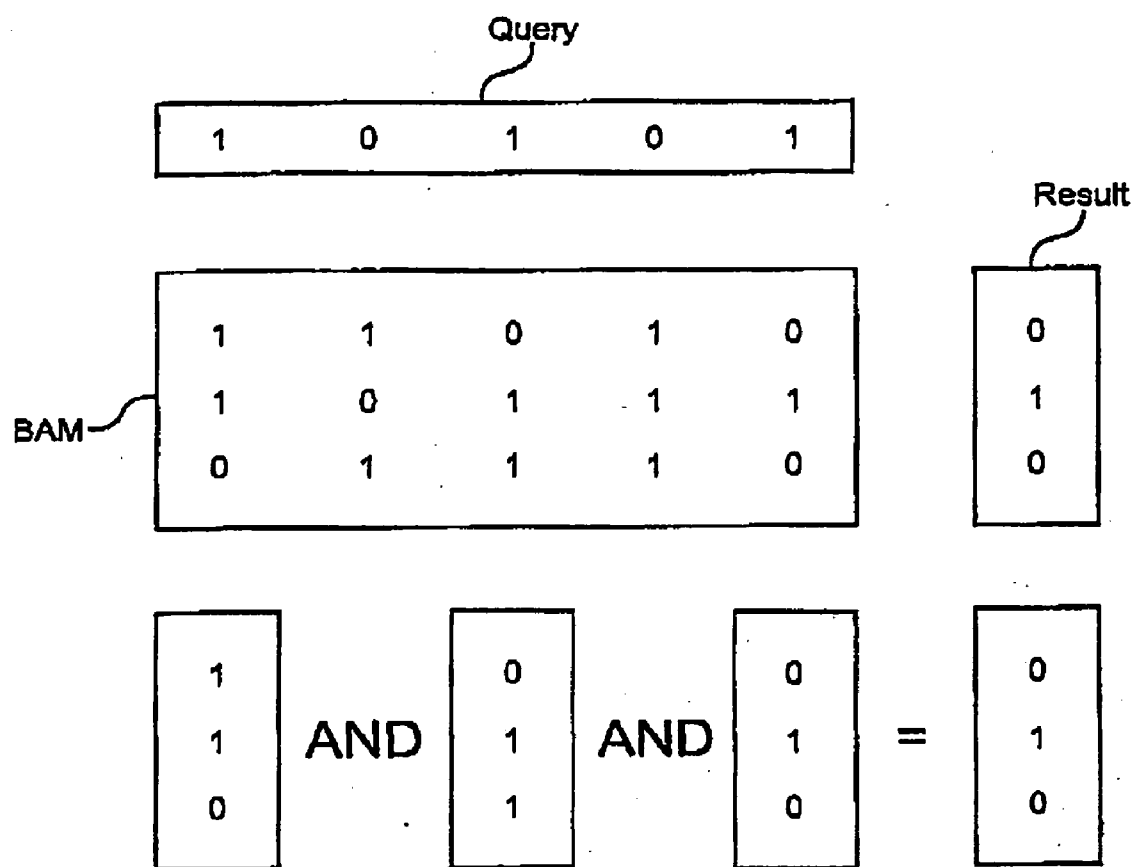 Query
1 0 1 0 1
Result
1 1 0 1 0 0
1 0 1 1 1 1
BAM
0 1 1 1 0 0
1 0 0 0
1 AND 1 AND 1 = 1
0 1 0 0